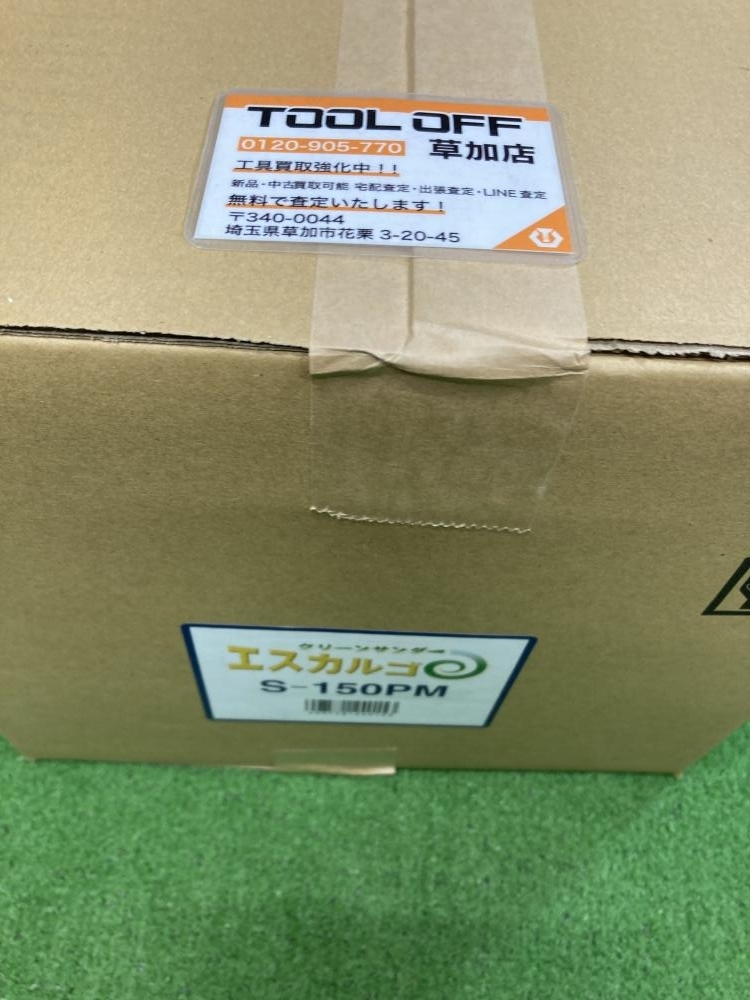 TOOL OFF
0120-905-770 草加店
工具買取強化中！！
新品・中古買取可能 宅配査定・出張査定・LINE査定
無料で査定いたします！
〒340-0044
埼玉県草加市花栗 3-20-45
クリーンサンダー
エスカルゴ
S-150PM